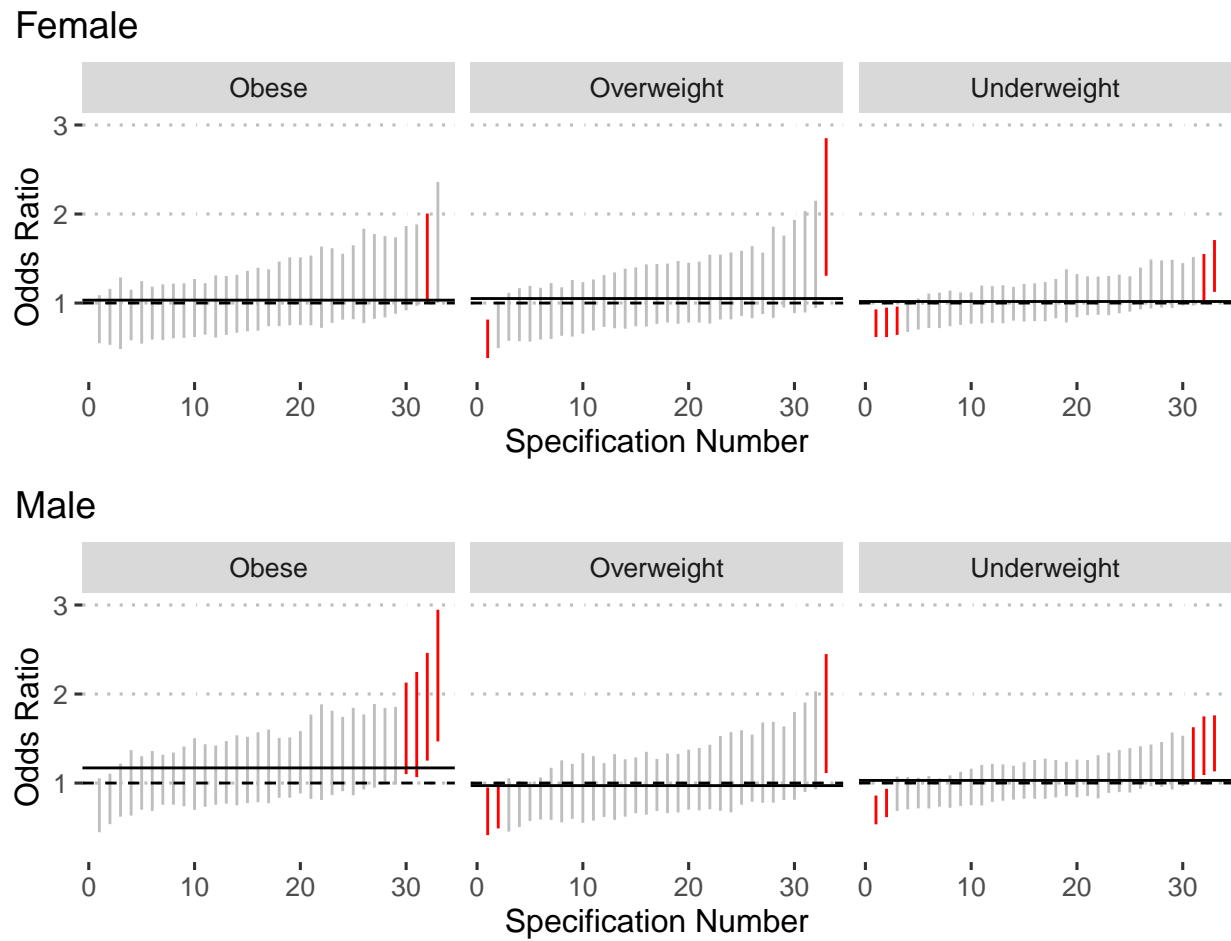 Female
Obese Overweight Underweight
3
2
1
Odds Ratio
0 10 20 30 0 10 20 30 0 10 20 30
Specification Number
Male
Obese Overweight Underweight
3
2
1
Odds Ratio
0 10 20 30 0 10 20 30 0 10 20 30
Specification Number